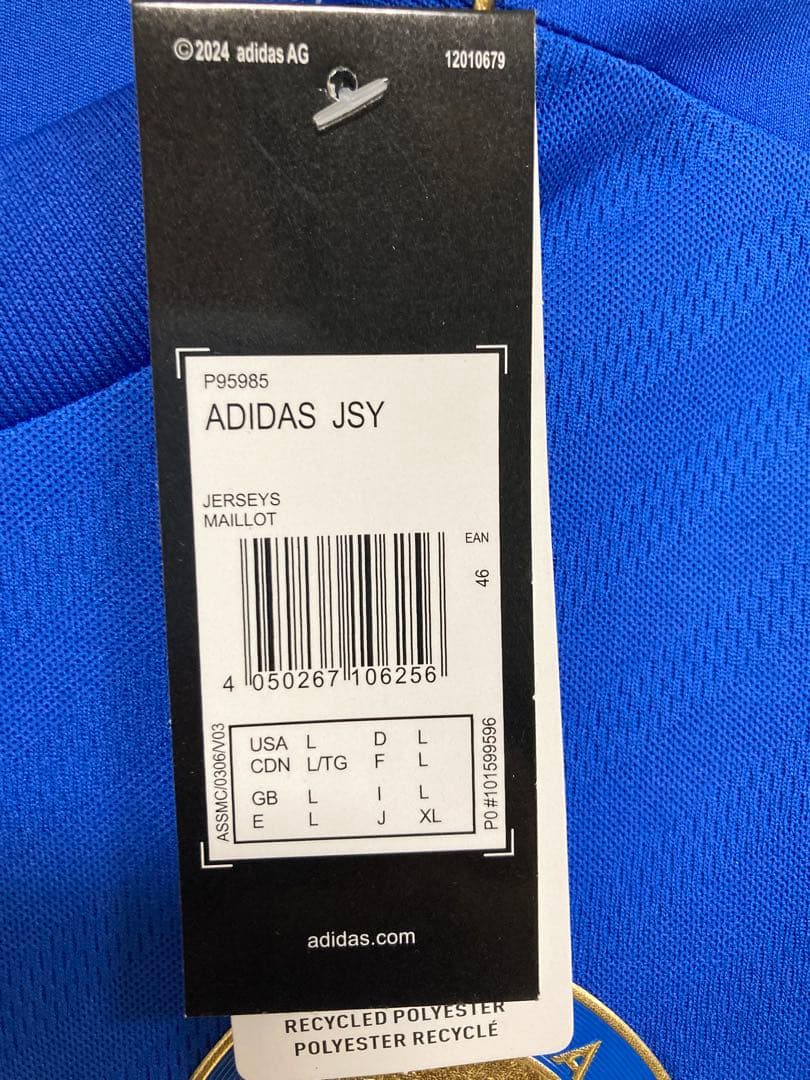 ©2024 adidas AG 12010679
P95985
ADIDAS JSY
JERSEYS
MAILLOT
EAN
46
4 050267 106256
ASSMC/0306/V03
USA L D L
CDN L/TG F L
GB L I L
E L J XL
PO#101599596
adidas.com
RECYCLED POLYESTER
POLYESTER RECYCLÉ
A